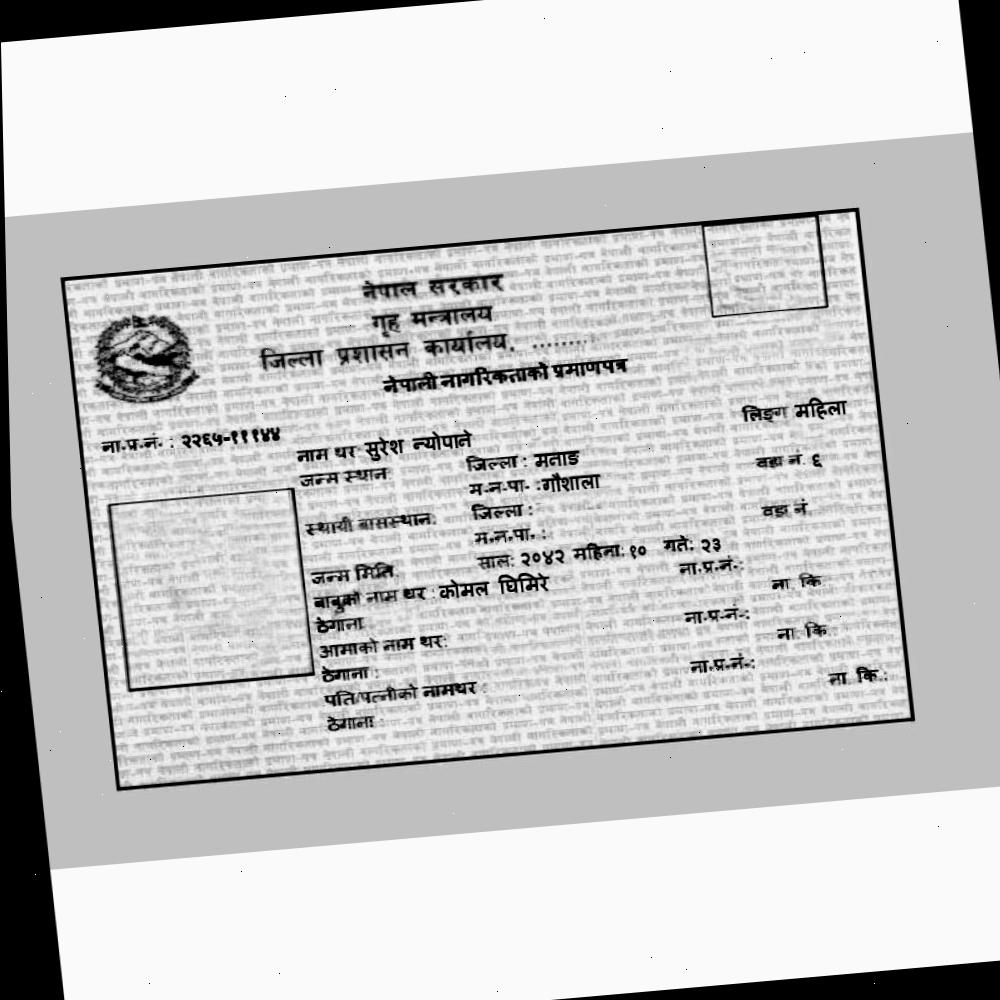 नेपाल सरकार
गृह मन्त्रालय
जिल्ला प्रशासन कार्यालय, .........
नेपाली नागरिकताको प्रमाणपत्र
ना.प्र.नं. : २२६५-१११४४
लिङ्ग महिला
नाम थर सुरेश न्योपाने
जन्म स्थान: जिल्ला : मनाङ
म.न.पा. :गौशाला वडा नं. ६
स्थायी बासस्थान: जिल्ला :
म.न.पा. : वडा नं.
जन्म मिति: साल: २०४२ महिना: १० गते: २३
बाबुको नाम थर : कोमल घिमिरे ना.प्र.नं.:
ठेगाना ना. कि.
आमाको नाम थर: ना.प्र.नं.:
ठेगाना : ना. कि.
पति/पत्नीको नामथर : ना.प्र.नं.:
ठेगाना : ना. कि.: